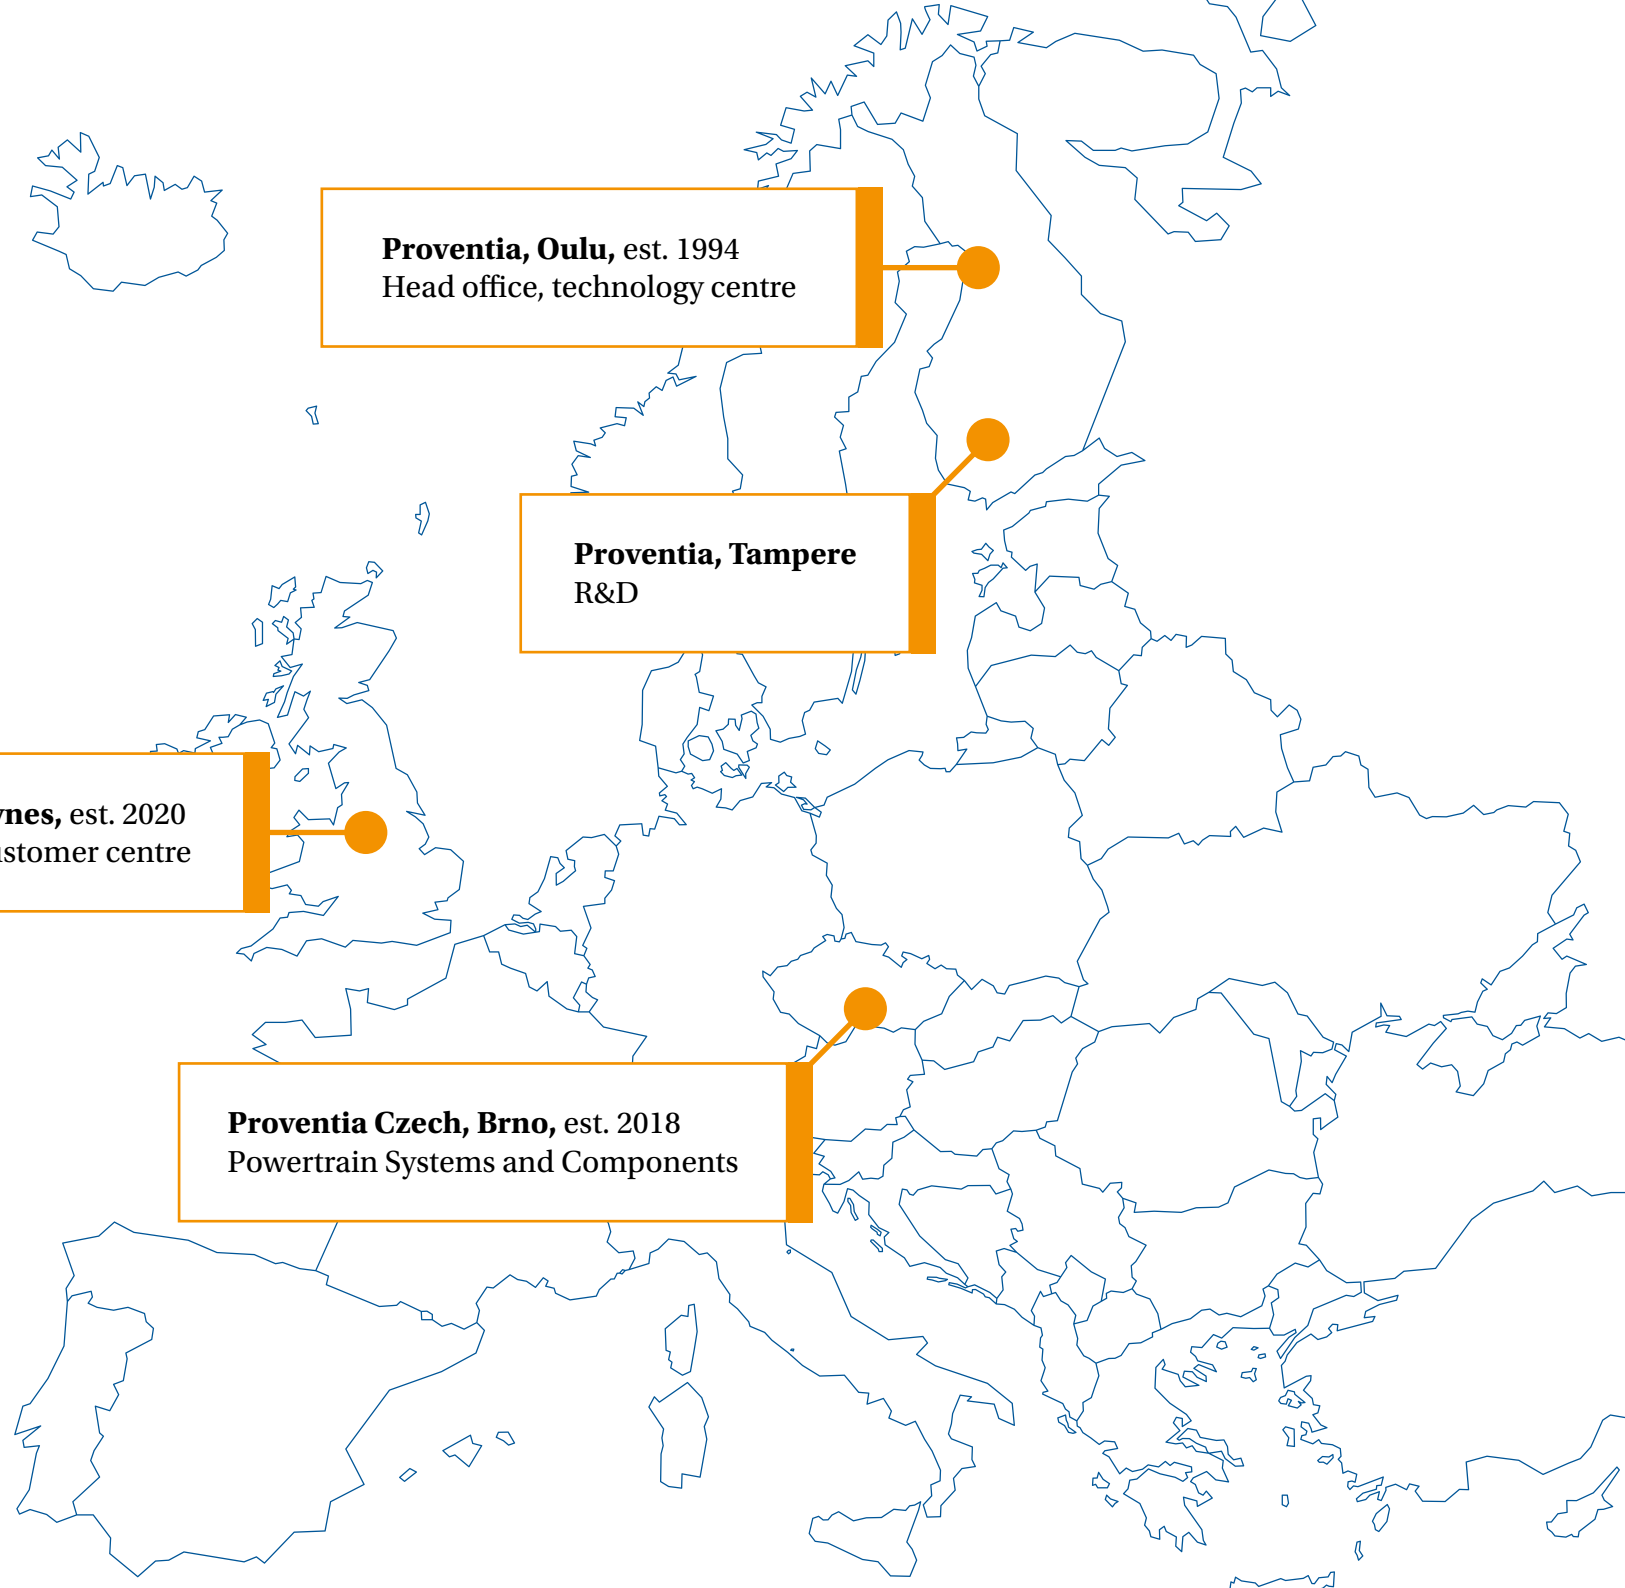 Proventia, Oulu, est. 1994
Head office, technology centre
Proventia, Tampere
R&D
est. 2020
centre
Proventia Czech, Brno, est. 2018
Powertrain Systems and Components